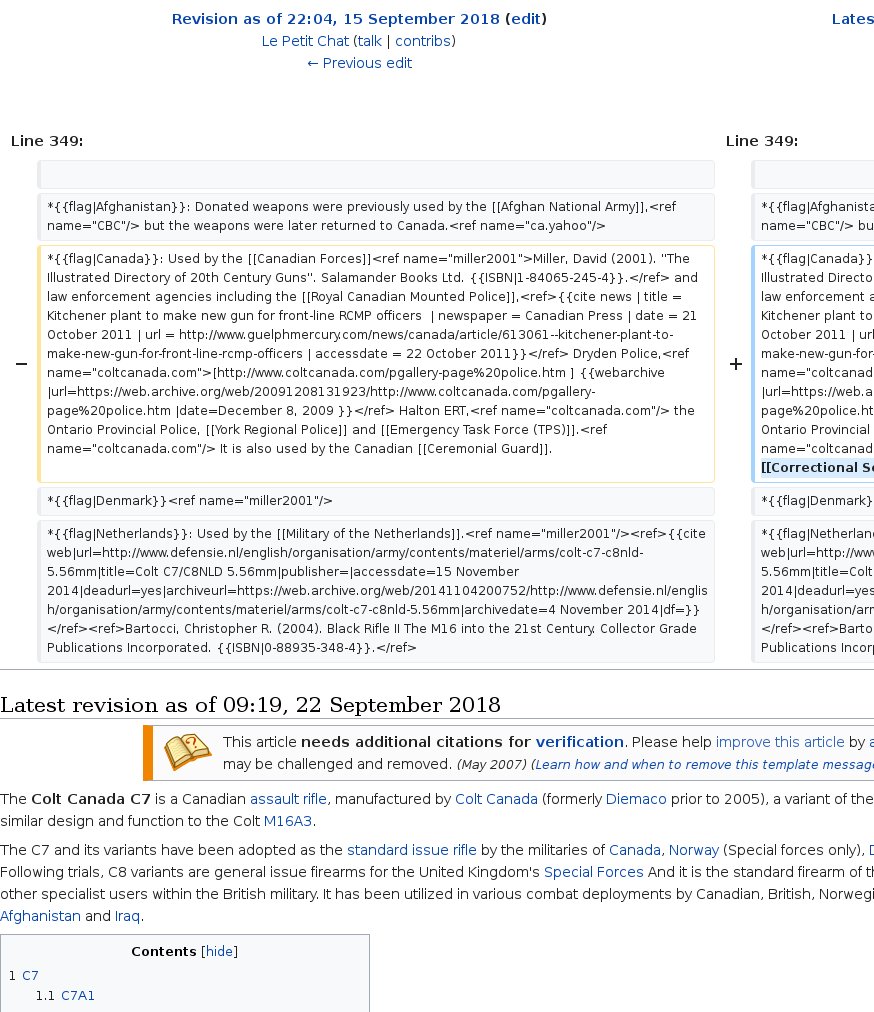 Revision as of 22:04, 15 September 2018 (edit)
Le Petit Chat (talk | contribs)
← Previous edit
Lates
Line 349:
*{{flag|Afghanistan}}: Donated weapons were previously used by the [[Afghan National Army]],<ref
name="CBC"/> but the weapons were later returned to Canada.<ref name="ca.yahoo"/>
− *{{flag|Canada}}: Used by the [[Canadian Forces]]<ref name="miller2001">Miller, David (2001). ''The
Illustrated Directory of 20th Century Guns''. Salamander Books Ltd. {{ISBN|1-84065-245-4}}.</ref> and
law enforcement agencies including the [[Royal Canadian Mounted Police]],<ref>{{cite news | title =
Kitchener plant to make new gun for front-line RCMP officers | newspaper = Canadian Press | date = 21
October 2011 | url = http://www.guelphmercury.com/news/canada/article/613061--kitchener-plant-to-
make-new-gun-for-front-line-rcmp-officers | accessdate = 22 October 2011}}</ref> Dryden Police,<ref
name="coltcanada.com">[http://www.coltcanada.com/pgallery-page%20police.htm ] {{webarchive
|url=https://web.archive.org/web/20091208131923/http://www.coltcanada.com/pgallery-
page%20police.htm |date=December 8, 2009 }}</ref> Halton ERT,<ref name="coltcanada.com"/> the
Ontario Provincial Police, [[York Regional Police]] and [[Emergency Task Force (TPS)]].<ref
name="coltcanada.com"/> It is also used by the Canadian [[Ceremonial Guard]].
*{{flag|Denmark}}<ref name="miller2001"/>
*{{flag|Netherlands}}: Used by the [[Military of the Netherlands]].<ref name="miller2001"/><ref>{{cite
web|url=http://www.defensie.nl/english/organisation/army/contents/materiel/arms/colt-c7-c8nld-
5.56mm|title=Colt C7/C8NLD 5.56mm|publisher=|accessdate=15 November
2014|deadurl=yes|archiveurl=https://web.archive.org/web/20141104200752/http://www.defensie.nl/englis
h/organisation/army/contents/materiel/arms/colt-c7-c8nld-5.56mm|archivedate=4 November 2014|df=}}
</ref><ref>Bartocci, Christopher R. (2004). Black Rifle II The M16 into the 21st Century. Collector Grade
Publications Incorporated. {{ISBN|0-88935-348-4}}.</ref>
Line 349:
*{{flag|Afghanista
name="CBC"/> bu
+ *{{flag|Canada}}
Illustrated Directo
law enforcement a
Kitchener plant to
October 2011 | url
make-new-gun-for-
name="coltcanad
|url=https://web.a
page%20police.ht
Ontario Provincial
name="coltcanad
[[Correctional Se
*{{flag|Denmark}
*{{flag|Netherlan
web|url=http://ww
5.56mm|title=Colt
2014|deadurl=yes
h/organisation/arm
</ref><ref>Barto
Publications Incorp
Latest revision as of 09:19, 22 September 2018
This article needs additional citations for verification. Please help improve this article by a
may be challenged and removed. (May 2007) (Learn how and when to remove this template message
The Colt Canada C7 is a Canadian assault rifle, manufactured by Colt Canada (formerly Diemaco prior to 2005), a variant of the
similar design and function to the Colt M16A3.
The C7 and its variants have been adopted as the standard issue rifle by the militaries of Canada, Norway (Special forces only), D
Following trials, C8 variants are general issue firearms for the United Kingdom's Special Forces And it is the standard firearm of th
other specialist users within the British military. It has been utilized in various combat deployments by Canadian, British, Norwegi
Afghanistan and Iraq.
Contents [hide]
1 C7
1.1 C7A1